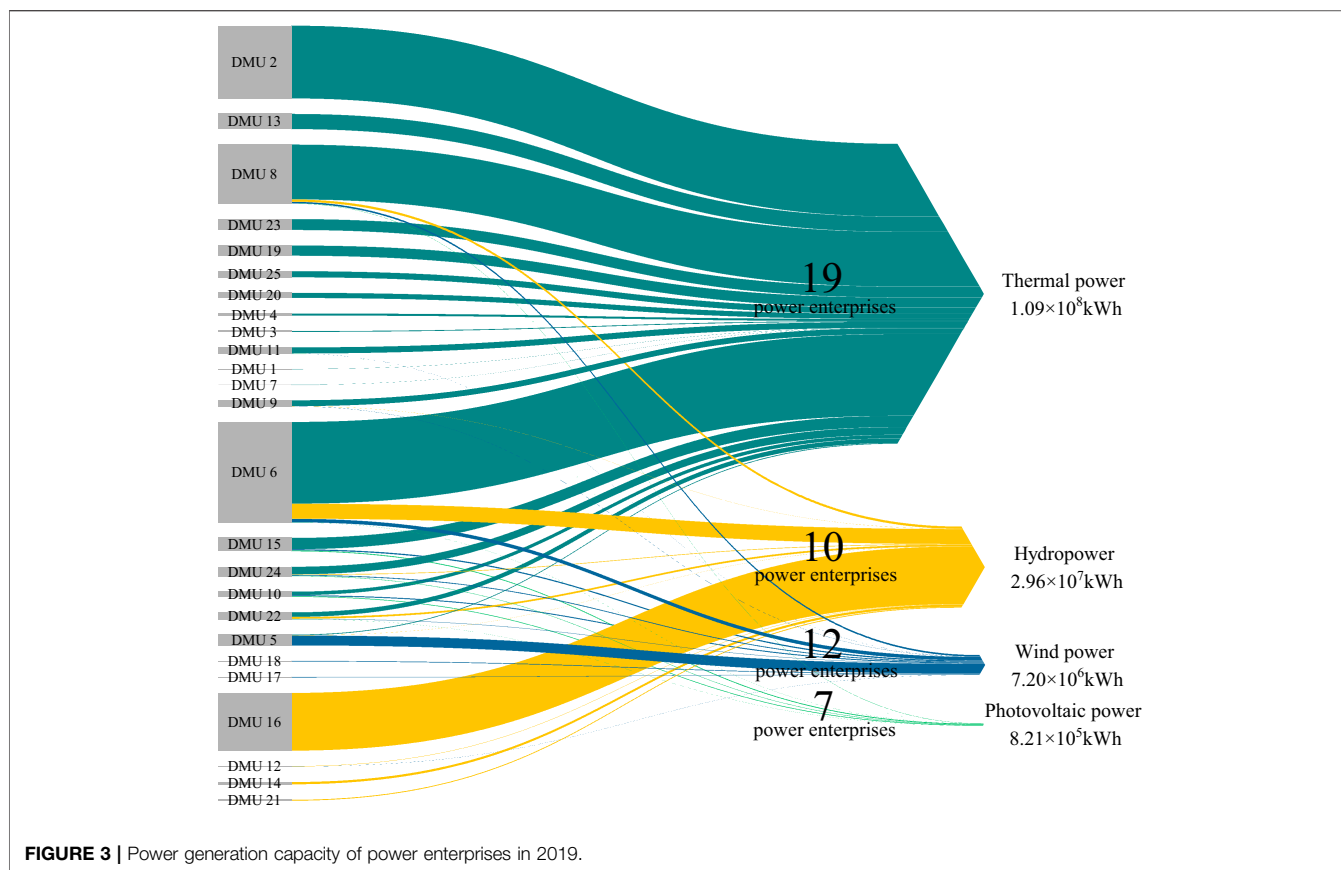 DMU 2
DMU 13
DMU 8
DMU 23
DMU 19
DMU 25
DMU 20
DMU 4
DMU 3
DMU 11
DMU 1
DMU 7
DMU 9
DMU 6
DMU 15
DMU 24
DMU 10
DMU 22
DMU 5
DMU 18
DMU 17
DMU 16
DMU 12
DMU 14
DMU 21
19
power enterprises
10
power enterprises
12
power enterprises
7
power enterprises
Thermal power
1.09×10⁸kWh
Hydropower
2.96×10⁷kWh
Wind power
7.20×10⁶kWh
Photovoltaic power
8.21×10⁵kWh
FIGURE 3 | Power generation capacity of power enterprises in 2019.